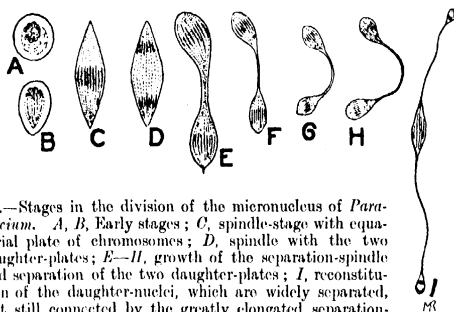 A
B
C
D
E
F
G
H
I
.—Stages in the division of the micronucleus of Para-
cium. A, B, Early stages ; C, spindle-stage with equa-
rial plate of chromosomes ; D, spindle with the two
ughter-plates ; E—H, growth of the separation-spindle
d separation of the two daughter-plates ; I, reconstitu-
n of the daughter-nuclei, which are widely separated,
t still connected by the greatly elongated separation-